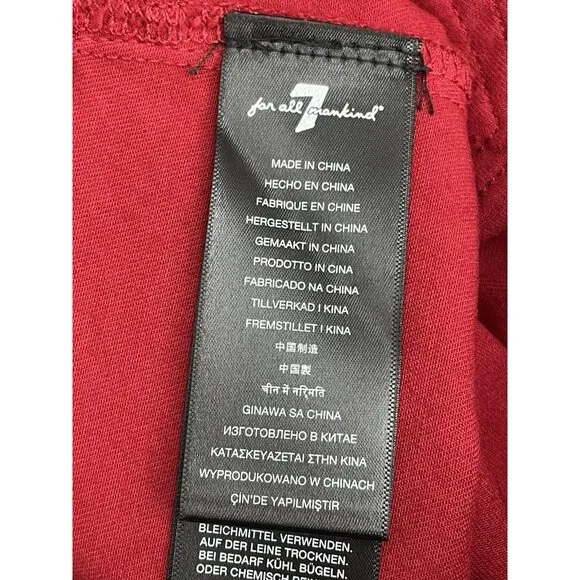 for all 7 mankind®
MADE IN CHINA
HECHO EN CHINA
FABRIQUE EN CHINE
HERGESTELLT IN CHINA
GEMAAKT IN CHINA
PRODOTTO IN CINA
FABRICADO NA CHINA
TILLVERKAD I KINA
FREMSTILLET I KINA
中国制造
中国製
चीन में निर्मिति
GINAWA SA CHINA
ИЗГОТОВЛЕНО В КИТАЕ
ΚΑΤΑΣΚΕΥΑΖΕΤΑΙ ΣΤΗΝ ΚΙΝΑ
WYPRODUKOWANO W CHINACH
ÇİN'DE YAPILMIŞTIR
BLEICHMITTEL VERWENDEN.
AUF DER LEINE TROCKNEN.
BEI BEDARF KÜHL BÜGELN.
ODER CHEMISCH